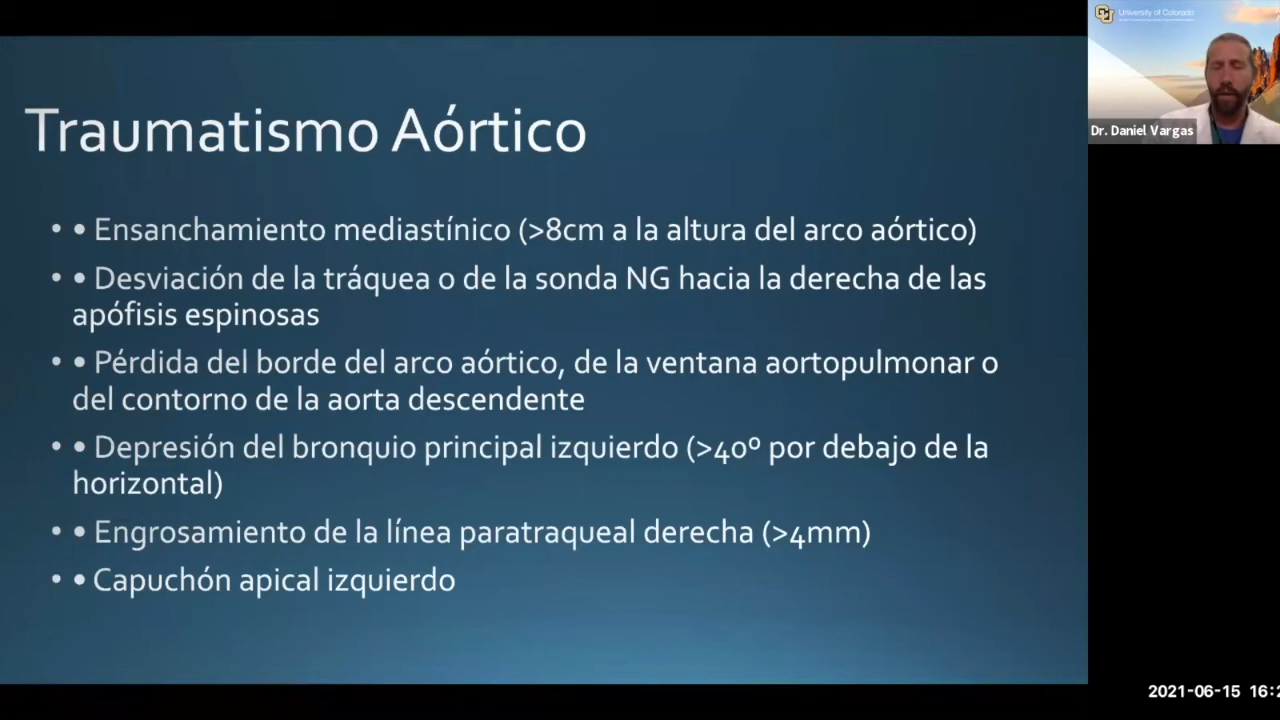 University of Colorado
Dr. Daniel Vargas
Traumatismo Aórtico
• • Ensanchamiento mediastínico (>8cm a la altura del arco aórtico)
• • Desviación de la tráquea o de la sonda NG hacia la derecha de las
apófisis espinosas
• • Pérdida del borde del arco aórtico, de la ventana aortopulmonar o
del contorno de la aorta descendente
• • Depresión del bronquio principal izquierdo (>40º por debajo de la
horizontal)
• • Engrosamiento de la línea paratraqueal derecha (>4mm)
• • Capuchón apical izquierdo
2021-06-15 16:2